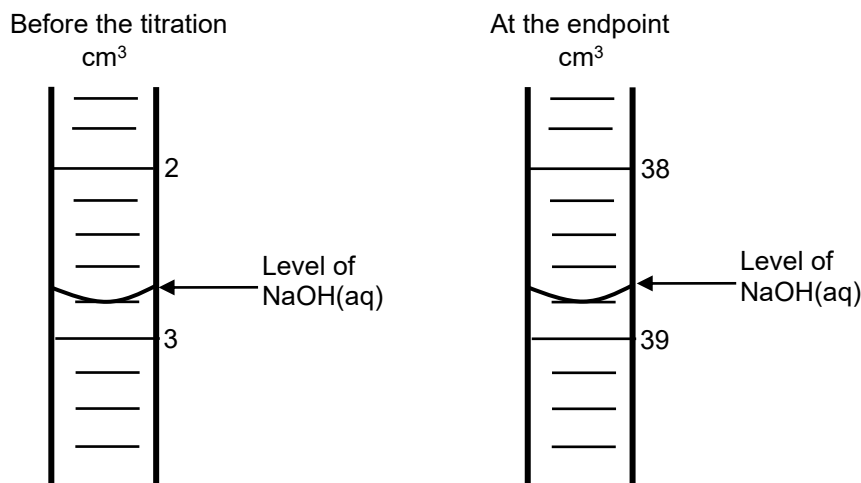 Before the titration
cm³
2
Level of
NaOH(aq)
3
At the endpoint
cm³
38
Level of
NaOH(aq)
39